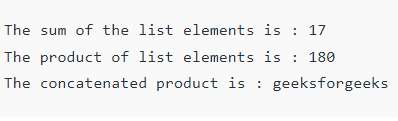 The sum of the list elements is : 17
The product of list elements is : 180
The concatenated product is : geeksforgeeks